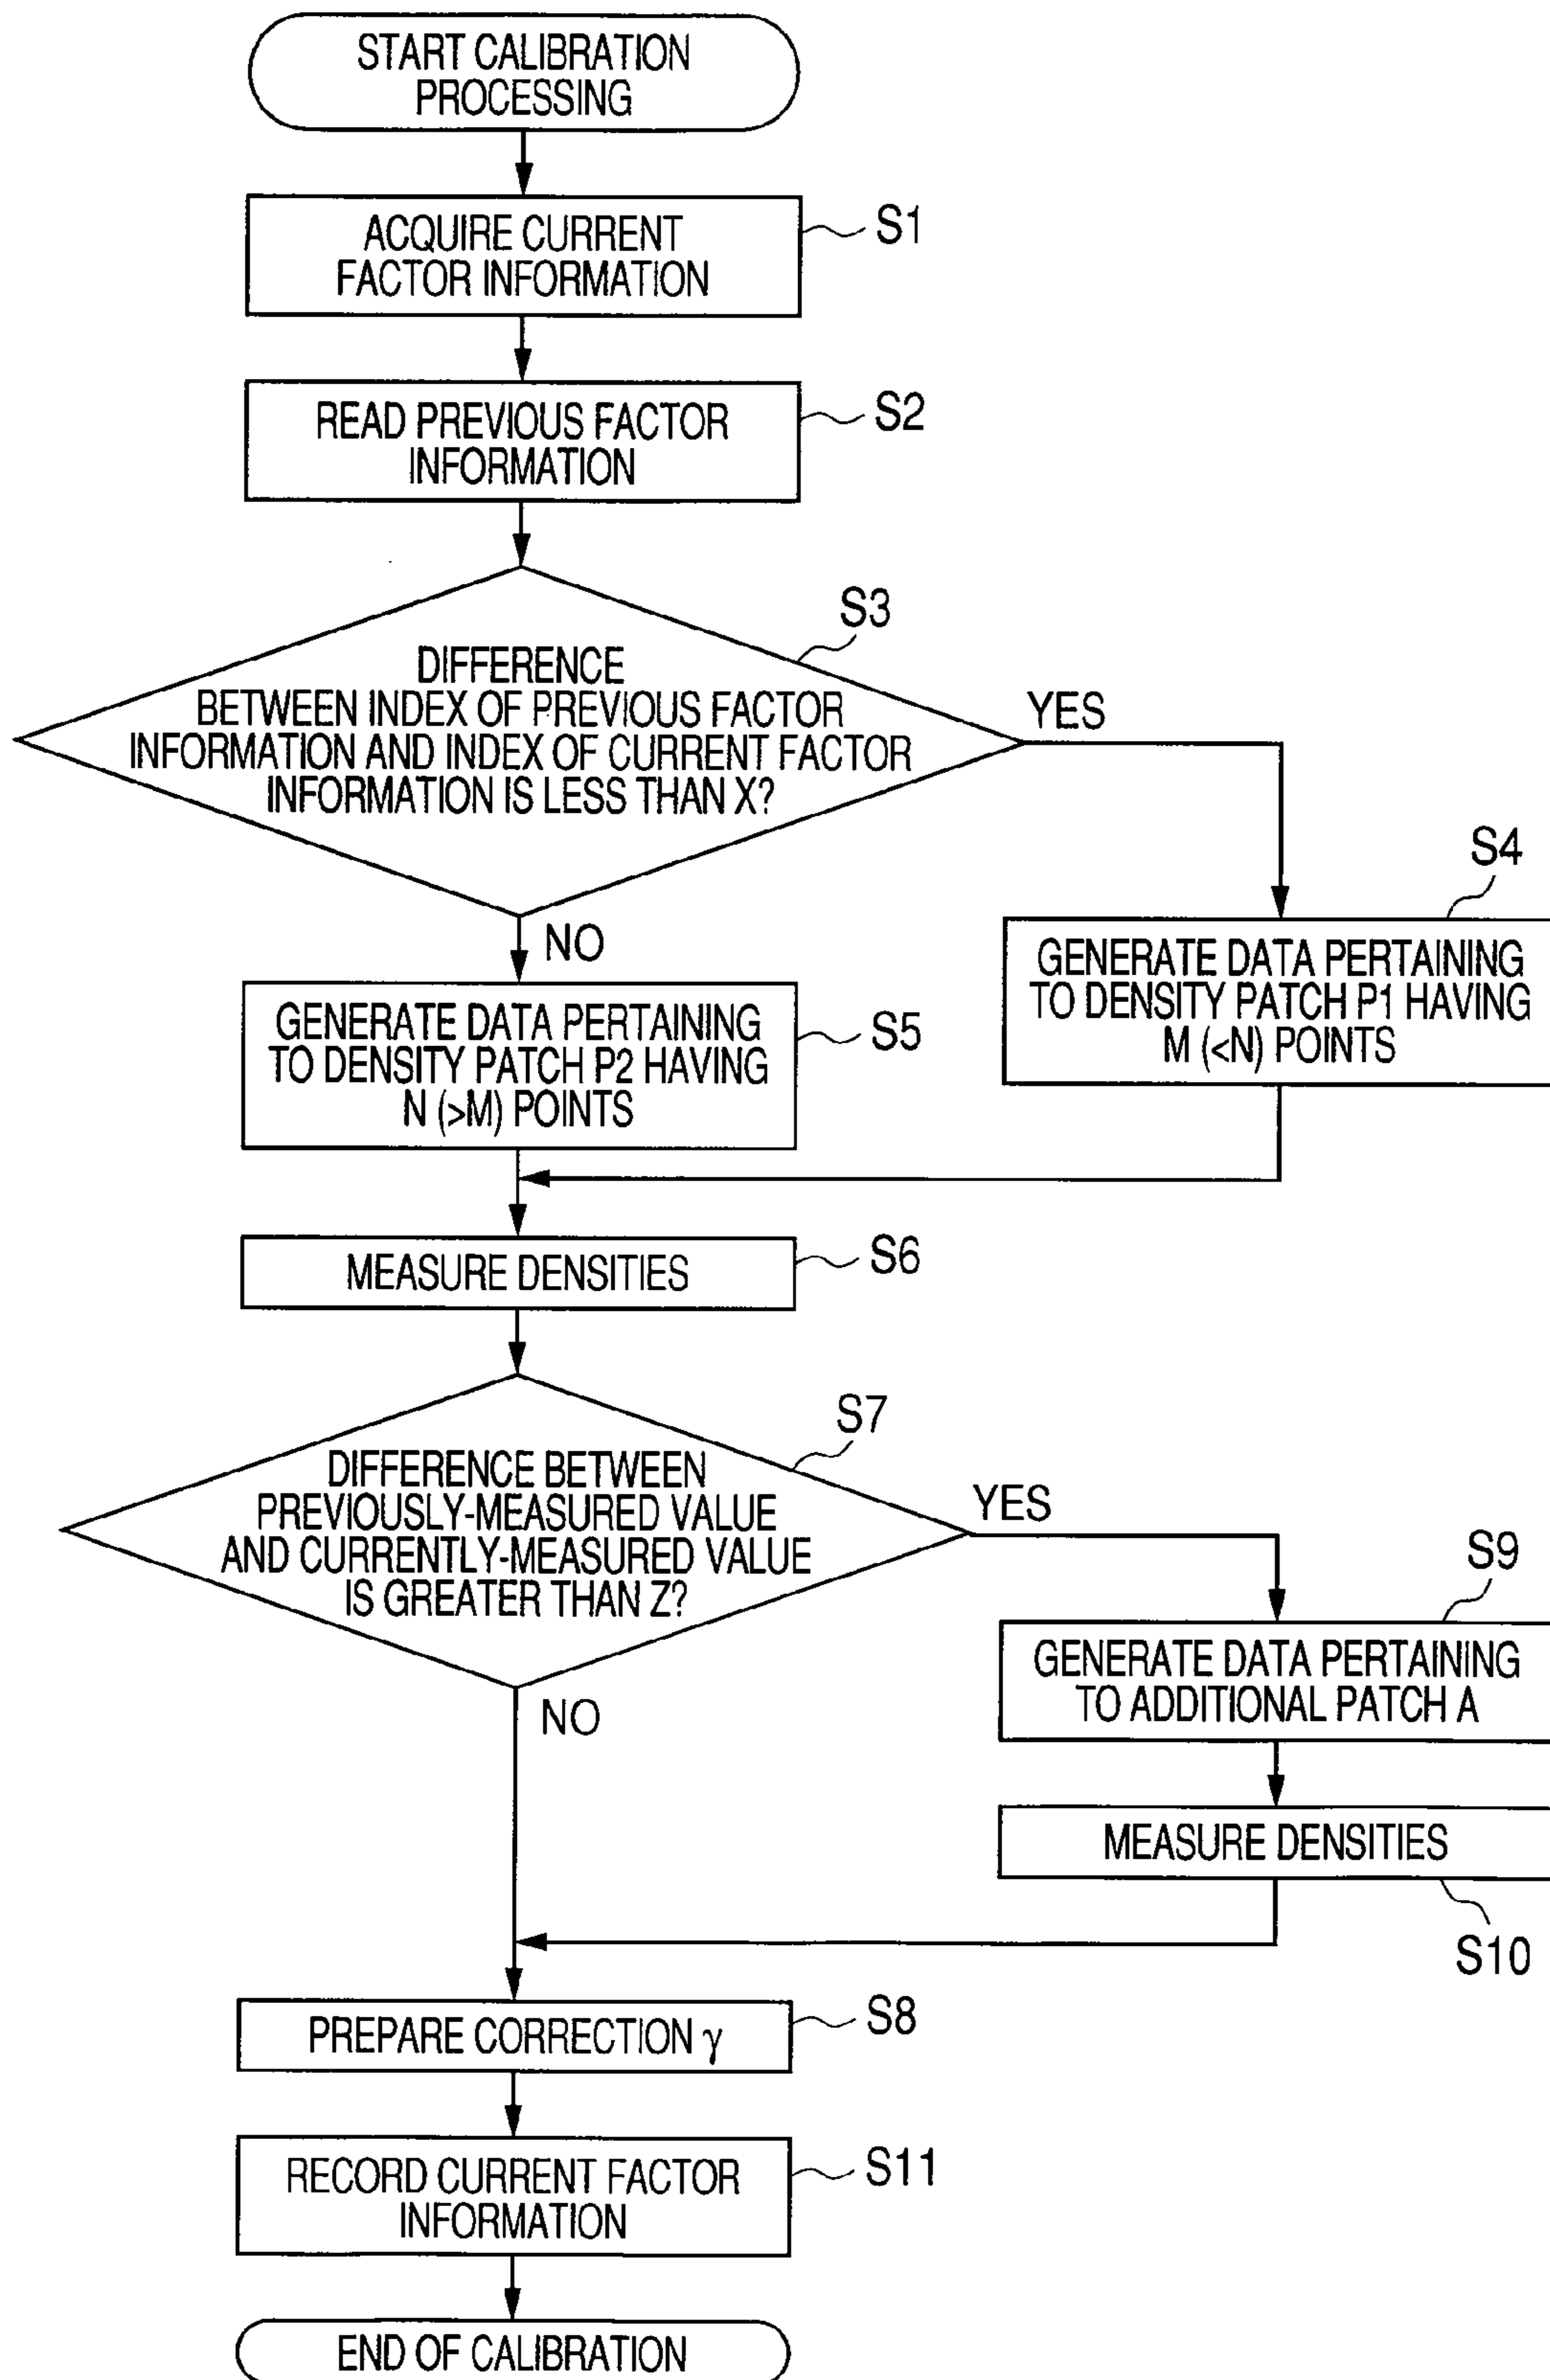 START CALIBRATION
PROCESSING
ACQUIRE CURRENT
FACTOR INFORMATION
S1
READ PREVIOUS FACTOR
INFORMATION
S2
S3
DIFFERENCE
BETWEEN INDEX OF PREVIOUS FACTOR
INFORMATION AND INDEX OF CURRENT FACTOR
INFORMATION IS LESS THAN X?
YES
NO
S4
GENERATE DATA PERTAINING
TO DENSITY PATCH P1 HAVING
M (<N) POINTS
GENERATE DATA PERTAINING
TO DENSITY PATCH P2 HAVING
N (>M) POINTS
S5
MEASURE DENSITIES
S6
S7
DIFFERENCE BETWEEN
PREVIOUSLY-MEASURED VALUE
AND CURRENTLY-MEASURED VALUE
IS GREATER THAN Z?
YES
NO
S9
GENERATE DATA PERTAINING
TO ADDITIONAL PATCH A
MEASURE DENSITIES
S10
PREPARE CORRECTION γ
S8
RECORD CURRENT FACTOR
INFORMATION
S11
END OF CALIBRATION